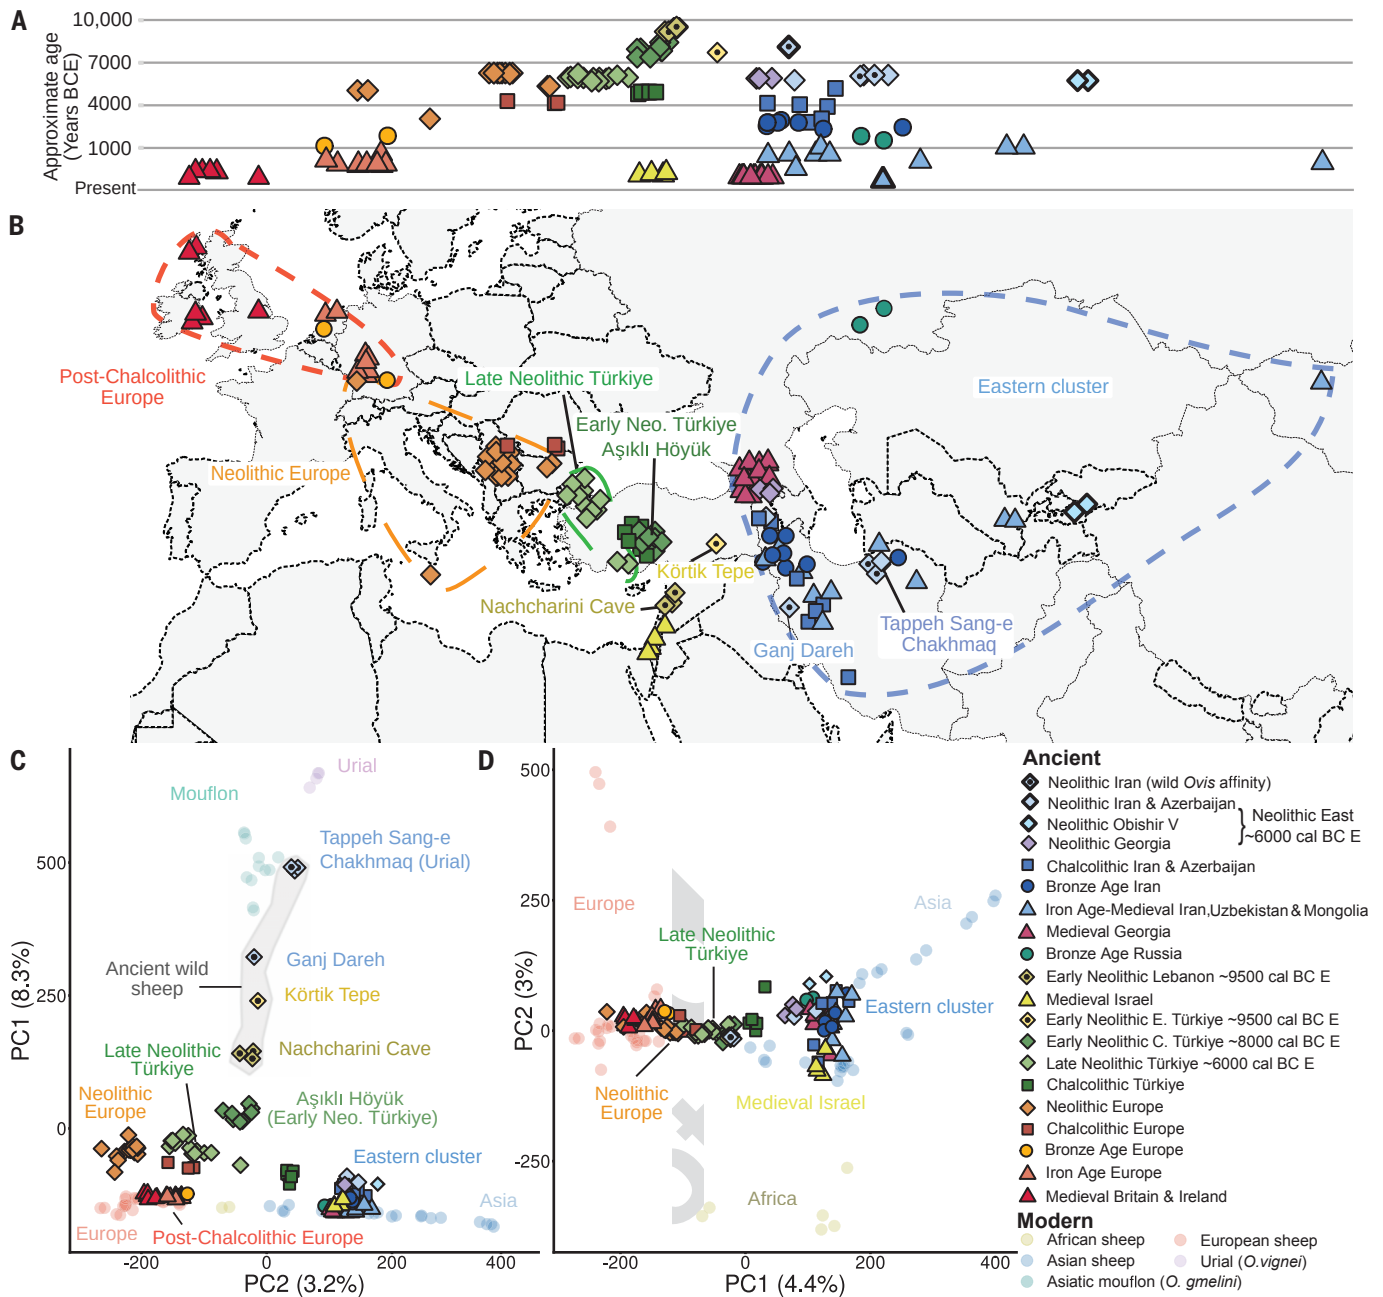 A
Approximate age
(Years BCE)
10,000
7000
4000
1000
Present
B
Post-Chalcolithic
Europe
Late Neolithic Türkiye
Early Neo. Türkiye
Aşıklı Höyük
Neolithic Europe
Eastern cluster
Körtik Tepe
Nachcharini Cave
Ganj Dareh
Tappeh Sang-e
Chakhmaq
C
Urial
Mouflon
Tappeh Sang-e
Chakhmaq (Urial)
Ganj Dareh
Ancient wild
sheep
Körtik Tepe
Nachcharini Cave
Late Neolithic
Türkiye
Neolithic
Europe
Aşıklı Höyük
(Early Neo. Türkiye)
Eastern cluster
Asia
Europe
Post-Chalcolithic Europe
PC1 (8.3%)
500
250
0
-200
0
200
400
PC2 (3.2%)
D
Europe
Asia
Late Neolithic
Türkiye
Eastern cluster
Neolithic
Europe
Medieval Israel
Africa
PC2 (3%)
500
250
0
-250
-200
0
200
400
PC1 (4.4%)
Ancient
Neolithic Iran (wild Ovis affinity)
Neolithic Iran & Azerbaijan
Neolithic Obishir V
Neolithic Georgia
Neolithic East
~6000 cal BC E
Chalcolithic Iran & Azerbaijan
Bronze Age Iran
Iron Age-Medieval Iran, Uzbekistan & Mongolia
Medieval Georgia
Bronze Age Russia
Early Neolithic Lebanon ~9500 cal BC E
Medieval Israel
Early Neolithic E. Türkiye ~9500 cal BC E
Early Neolithic C. Türkiye ~8000 cal BC E
Late Neolithic Türkiye ~6000 cal BC E
Chalcolithic Türkiye
Neolithic Europe
Chalcolithic Europe
Bronze Age Europe
Iron Age Europe
Medieval Britain & Ireland
Modern
African sheep
European sheep
Asian sheep
Urial (O.vignei)
Asiatic mouflon (O. gmelini)